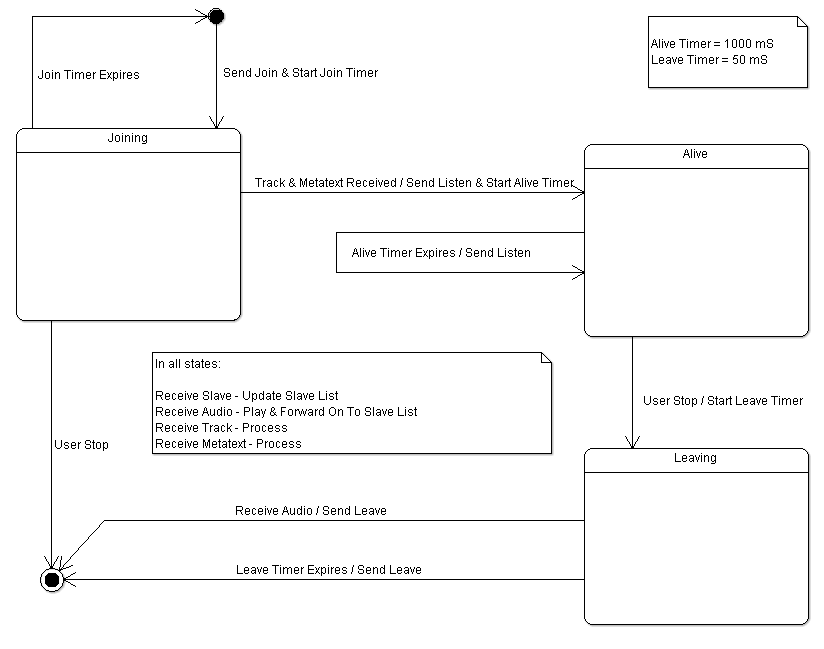 Alive Timer = 1000 mS
Leave Timer = 50 mS
Join Timer Expires
Send Join & Start Join Timer
Joining
Alive
Track & Metatext Received / Send Listen & Start Alive Timer
Alive Timer Expires / Send Listen
In all states:
Receive Slave - Update Slave List
Receive Audio - Play & Forward On To Slave List
Receive Track - Process
Receive Metatext - Process
User Stop / Start Leave Timer
User Stop
Leaving
Receive Audio / Send Leave
Leave Timer Expires / Send Leave